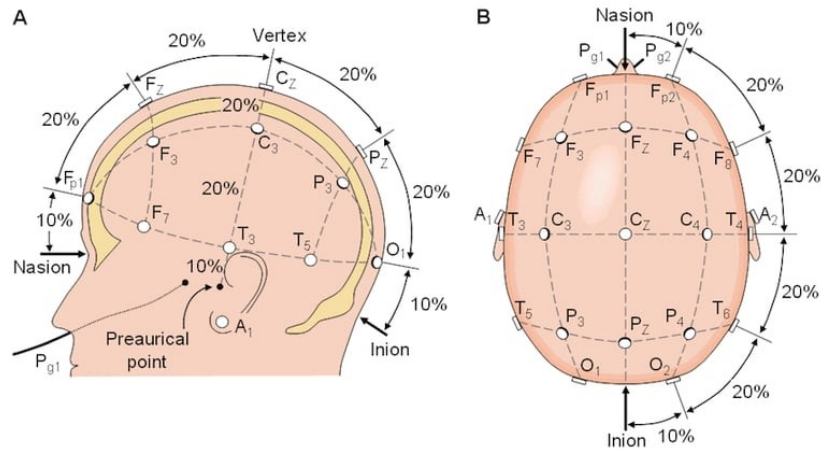 A
20%
Vertex
20%
FZ
CZ
20%
20%
20%
F3
C3
PZ
Fp1
20%
P3
20%
10%
F7
T3
T5
O1
Nasion
10%
10%
Preaurical
point
A1
Inion
Pg1
B
Nasion
10%
Pg1
Pg2
Fp1
Fp2
20%
F7
F3
FZ
F4
F8
20%
A1
T3
C3
CZ
C4
T4
A2
20%
T5
P3
PZ
P4
T6
O1
O2
20%
10%
Inion